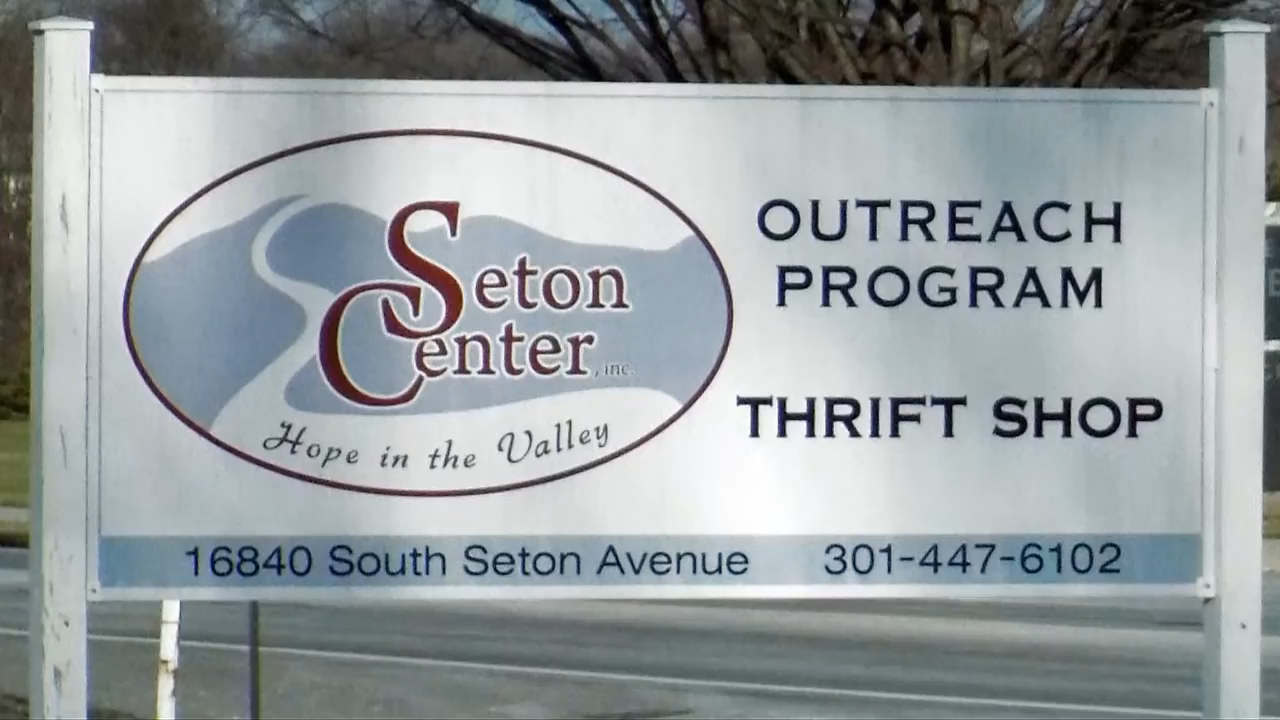 Seton
Center, inc.
Hope in the Valley
OUTREACH
PROGRAM
THRIFT SHOP
16840 South Seton Avenue 301-447-6102